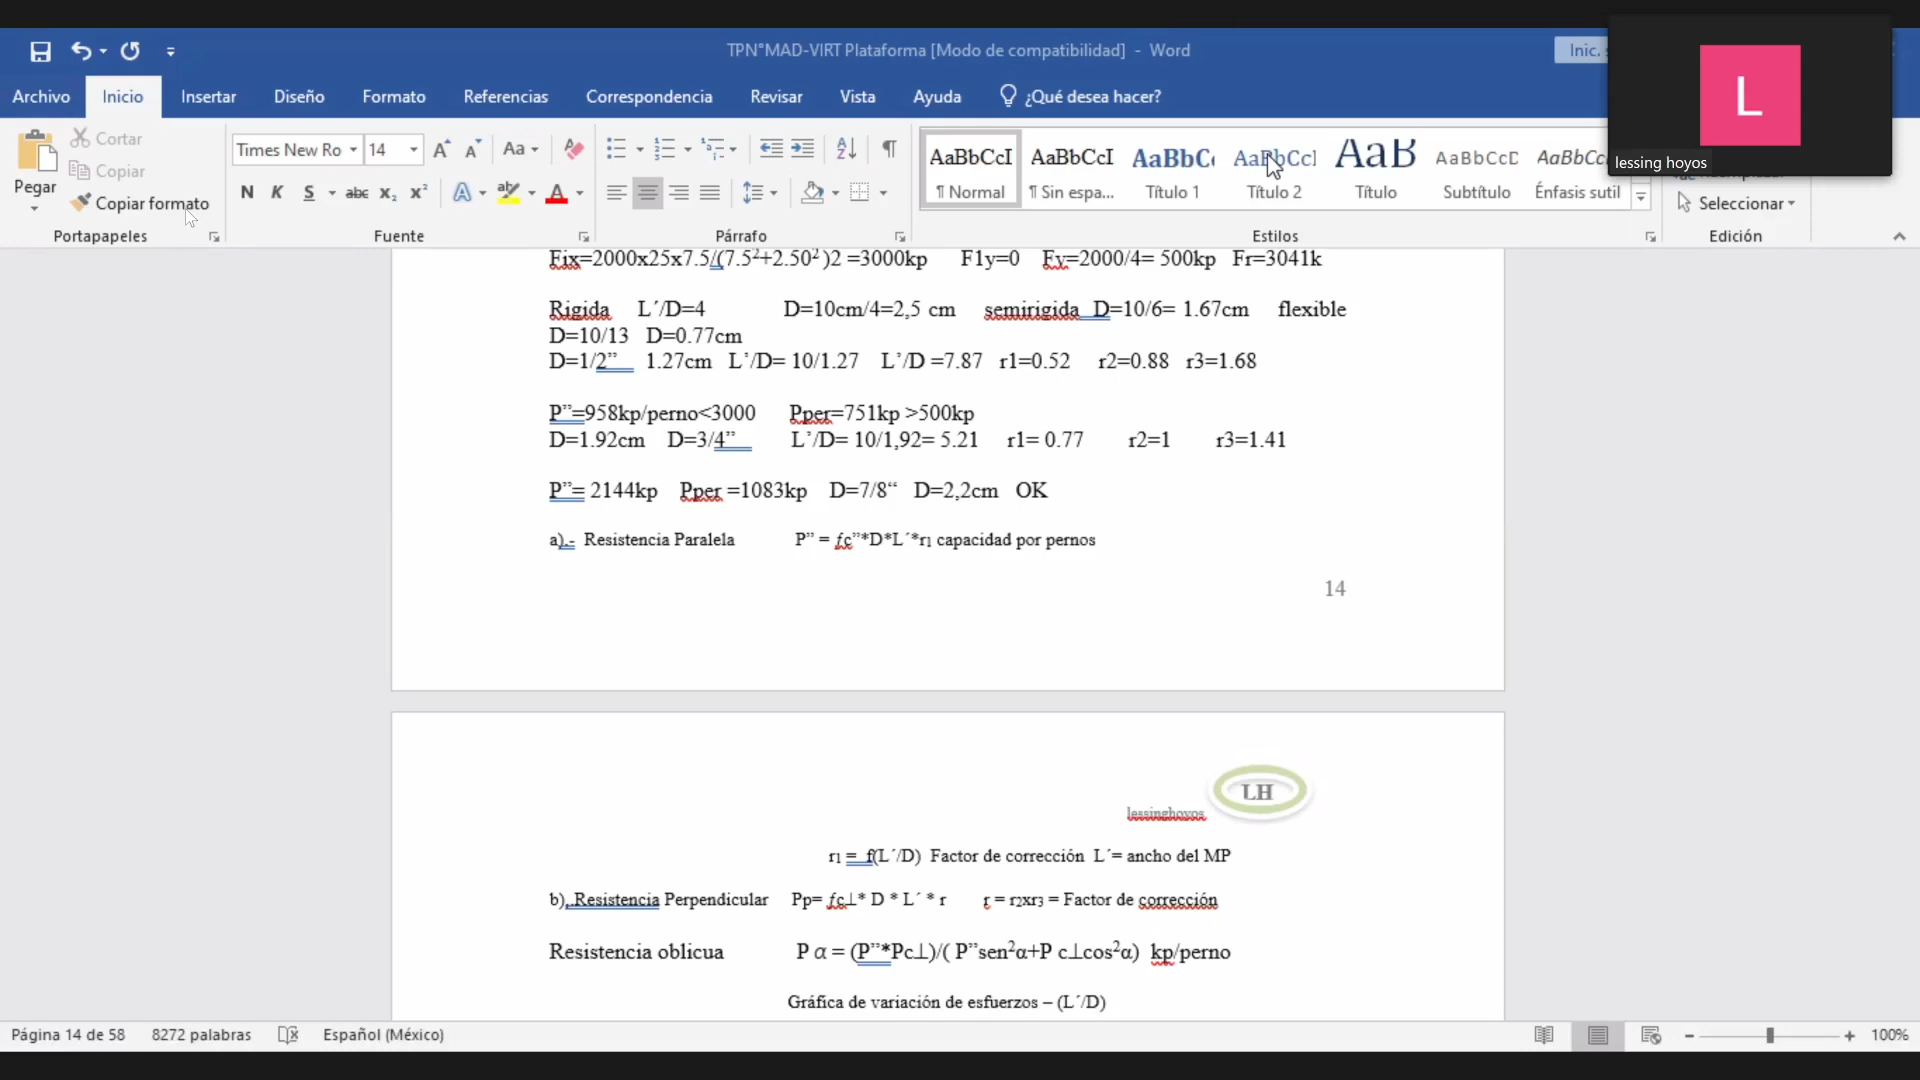 TPN°MAD-VIRT Plataforma [Modo de compatibilidad] - Word
Inic.
Archivo Inicio Insertar Diseño Formato Referencias Correspondencia Revisar Vista Ayuda ¿Qué desea hacer?
L
lessing hoyos
Pegar
Cortar
Copiar
Copiar formato
Portapapeles
Times New Ro 14
Aa
N K S abc x₂ x²
Fuente
Párrafo
AaBbCcI AaBbCcI AaBbC AaBbCcI AaB AaBbCcD AaBbCc
¶ Normal ¶ Sin espa... Título 1 Título 2 Título Subtítulo Énfasis sutil
Estilos
Seleccionar
Edición
Fix=2000x25x7.5/(7.5²+2.50² )2 =3000kp F1y=0 Fy=2000/4= 500kp Fr=3041k
Rigida L´/D=4 D=10cm/4=2,5 cm semirigida D=10/6= 1.67cm flexible
D=10/13 D=0.77cm
D=1/2” 1.27cm L’/D= 10/1.27 L’/D =7.87 r1=0.52 r2=0.88 r3=1.68
P”=958kp/perno<3000 Pper=751kp >500kp
D=1.92cm D=3/4” L’/D= 10/1,92= 5.21 r1= 0.77 r2=1 r3=1.41
P”= 2144kp Pper =1083kp D=7/8“ D=2,2cm OK
a).- Resistencia Paralela P” = ƒc”*D*L´*r₁ capacidad por pernos
14
LH
lessinghoyos
r₁ = f(L´/D) Factor de corrección L´= ancho del MP
b),.Resistencia Perpendicular Pp= ƒc⊥* D * L´ * r r = r₂xr₃ = Factor de corrección
Resistencia oblicua P α = (P”*Pc⊥)/( P”sen²α+P c⊥cos²α) kp/perno
Gráfica de variación de esfuerzos – (L´/D)
Página 14 de 58 8272 palabras Español (México) 100%